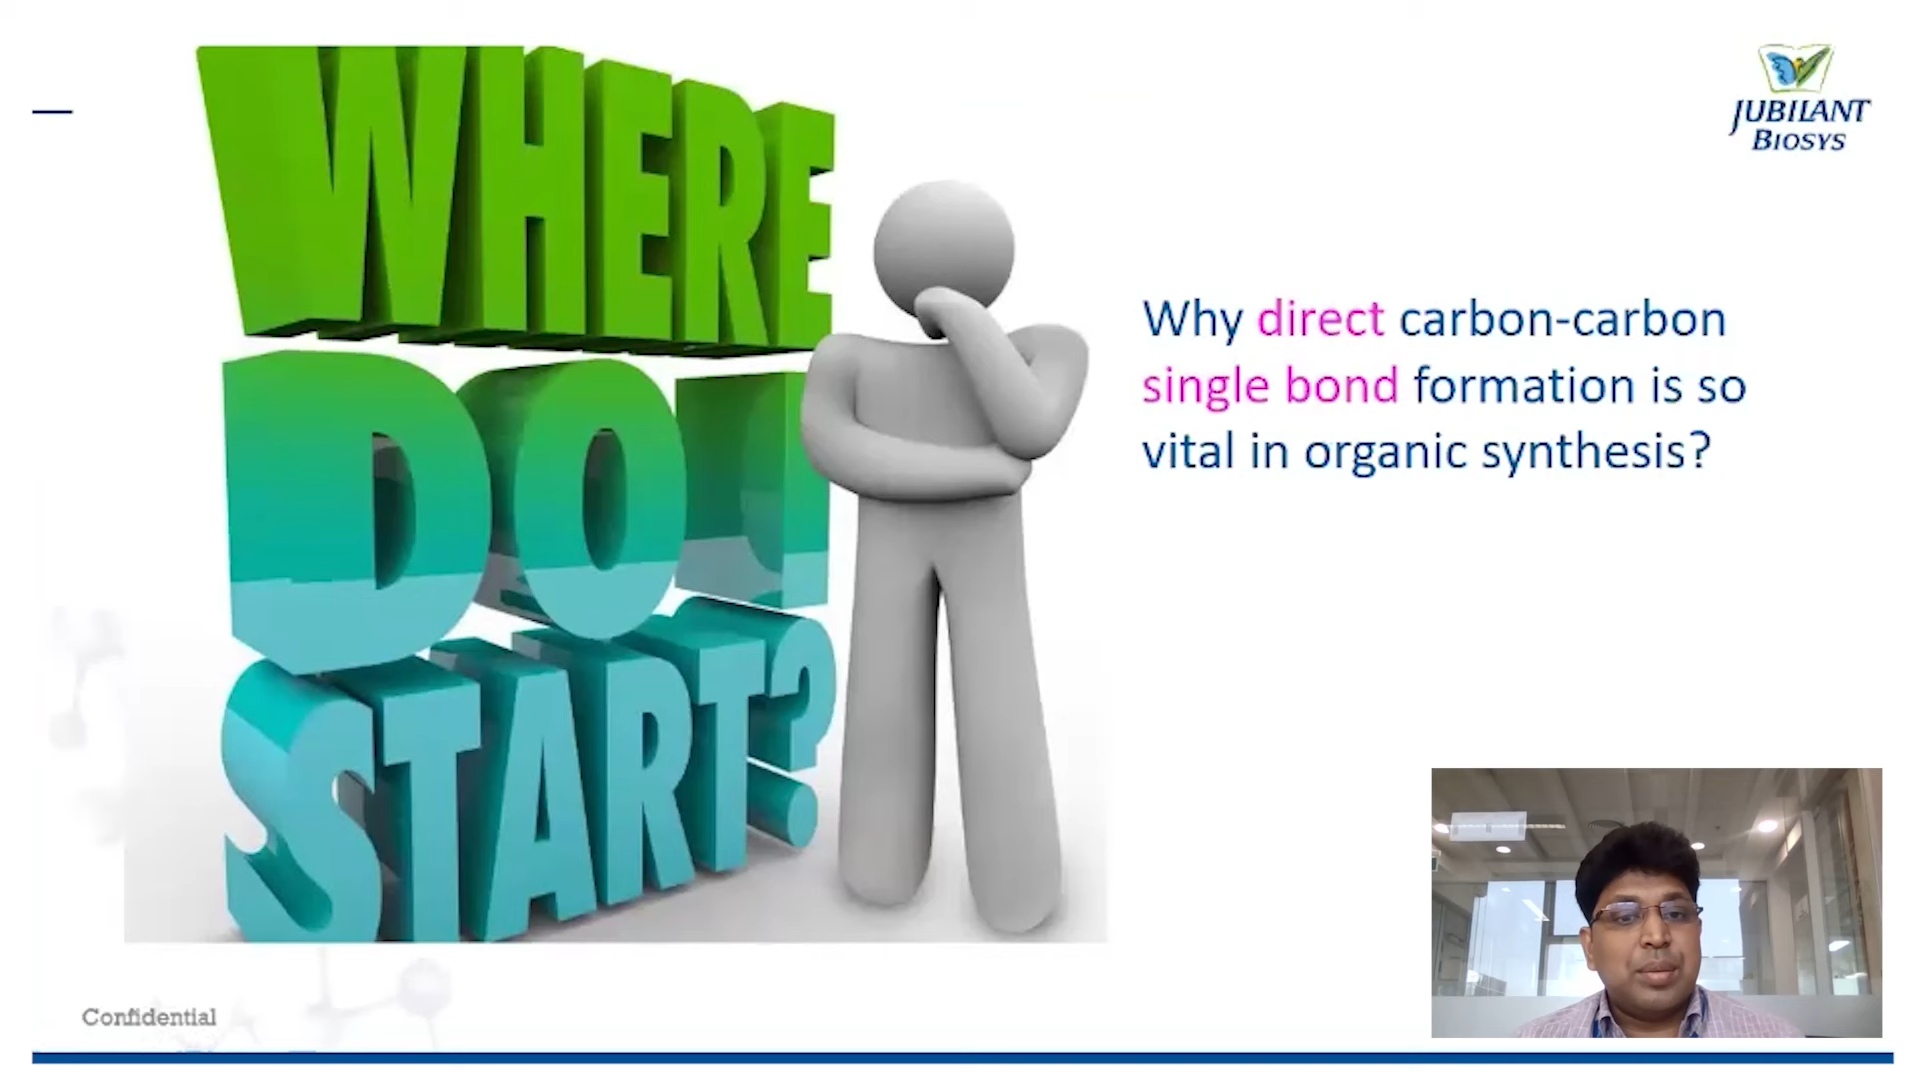 WHERE
DO I
START?
JUBILANT
BIOSYS
Why direct carbon-carbon
single bond formation is so
vital in organic synthesis?
Confidential